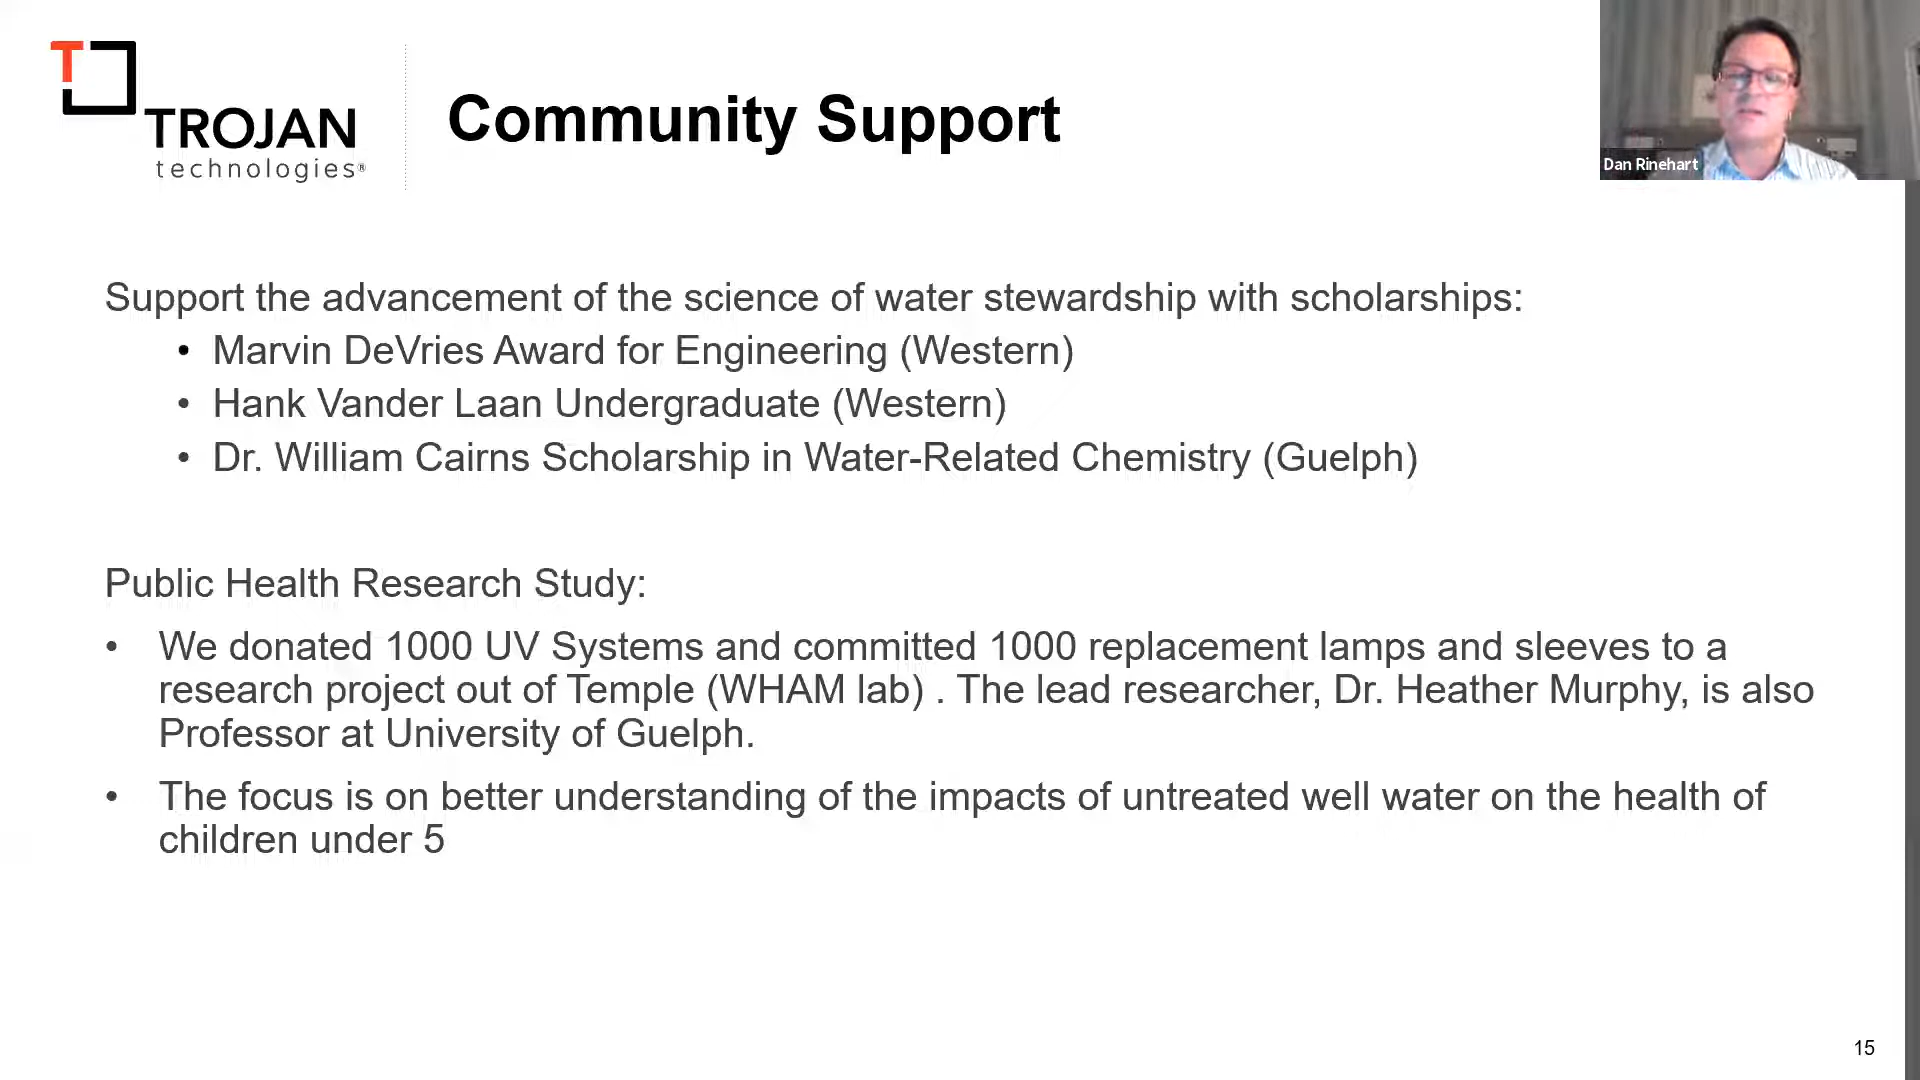 TROJAN
technologies®
Community Support
Dan Rinehart
Support the advancement of the science of water stewardship with scholarships:
• Marvin DeVries Award for Engineering (Western)
• Hank Vander Laan Undergraduate (Western)
• Dr. William Cairns Scholarship in Water-Related Chemistry (Guelph)
Public Health Research Study:
• We donated 1000 UV Systems and committed 1000 replacement lamps and sleeves to a
research project out of Temple (WHAM lab) . The lead researcher, Dr. Heather Murphy, is also
Professor at University of Guelph.
• The focus is on better understanding of the impacts of untreated well water on the health of
children under 5
15